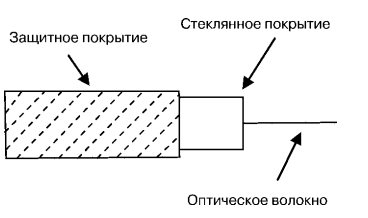 Стеклянное покрытие
Защитное покрытие
Оптическое волокно